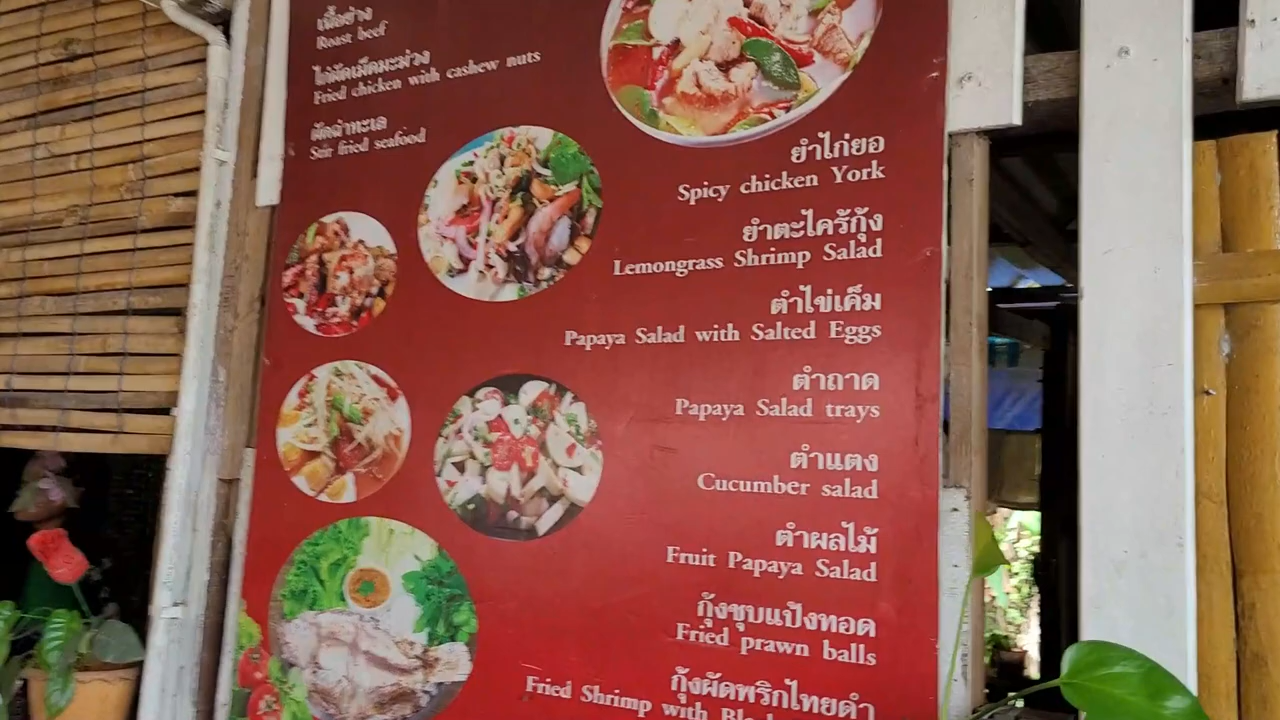 เนื้อย่าง
Roast beef
ไก่ผัดเม็ดมะม่วง
Fried chicken with cashew nuts
ผัดฉ่าทะเล
Stir fried seafood
ยำไก่ยอ
Spicy chicken York
ยำตะไคร้กุ้ง
Lemongrass Shrimp Salad
ตำไข่เค็ม
Papaya Salad with Salted Eggs
ตำถาด
Papaya Salad trays
ตำแตง
Cucumber salad
ตำผลไม้
Fruit Papaya Salad
กุ้งชุบแป้งทอด
Fried prawn balls
กุ้งผัดพริกไทยดำ
Fried Shrimp with